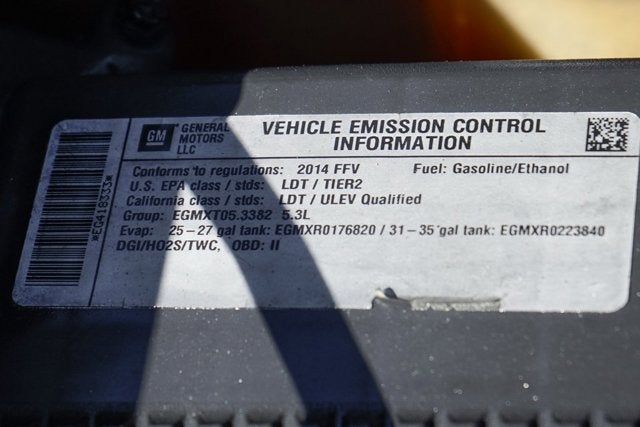 GM
GENERAL
MOTORS
LLC
VEHICLE EMISSION CONTROL
INFORMATION
Conforms to regulations: 2014 FFV Fuel: Gasoline/Ethanol
U.S. EPA class / stds: LDT / TIER2
California class / stds: LDT / ULEV Qualified
Group: EGMXT05.3382 5.3L
Evap: 25-27 gal tank: EGMXR0176820 / 31-35 gal tank: EGMXR0223840
DGI/HO2S/TWC, OBD: II
*EG418333*